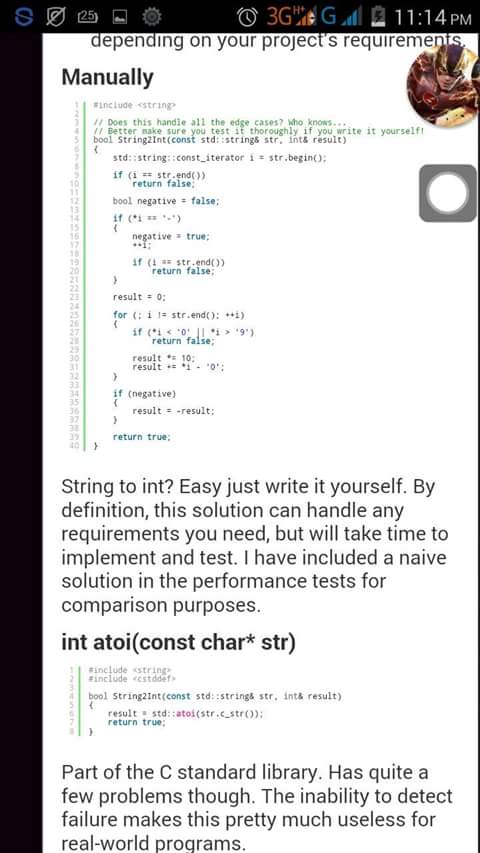 (25) 3G H+ G 11:14 PM
depending on your project's requirements.
Manually
1 #include <string>
2
3 // Does this handle all the edge cases? Who knows...
4 // Better make sure you test it thoroughly if you write it yourself!
5 bool String2Int(const std::string& str, int& result)
6 {
7 std::string::const_iterator i = str.begin();
8
9 if (i == str.end())
10 return false;
11
12 bool negative = false;
13
14 if (*i == '-')
15 {
16 negative = true;
17 ++i;
18
19 if (i == str.end())
20 return false;
21 }
22
23 result = 0;
24
25 for (; i != str.end(); ++i)
26 {
27 if (*i < '0' || *i > '9')
28 return false;
29
30 result *= 10;
31 result += *i - '0';
32 }
33
34 if (negative)
35 {
36 result = -result;
37 }
38
39 return true;
40 }
String to int? Easy just write it yourself. By
definition, this solution can handle any
requirements you need, but will take time to
implement and test. I have included a naive
solution in the performance tests for
comparison purposes.
int atoi(const char* str)
1 #include <string>
2 #include <cstddef>
3
4 bool String2Int(const std::string& str, int& result)
5 {
6 result = std::atoi(str.c_str());
7 return true;
8 }
Part of the C standard library. Has quite a
few problems though. The inability to detect
failure makes this pretty much useless for
real-world programs.